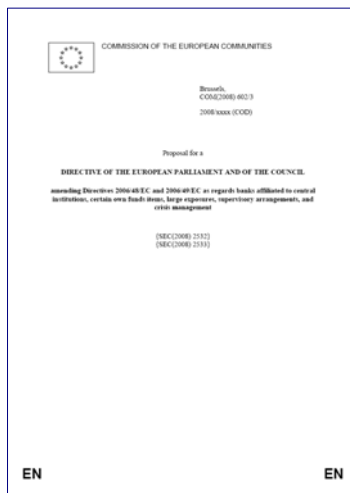 COMMISSION OF THE EUROPEAN COMMUNITIES
Brussels,
COM(2008) 602/3
2008/xxxx (COD)
Proposal for a
DIRECTIVE OF THE EUROPEAN PARLIAMENT AND OF THE COUNCIL
amending Directives 2006/48/EC and 2006/49/EC as regards banks affiliated to central
institutions, certain own funds items, large exposures, supervisory arrangements, and
crisis management
{SEC(2008) 2532}
{SEC(2008) 2533}
EN
EN